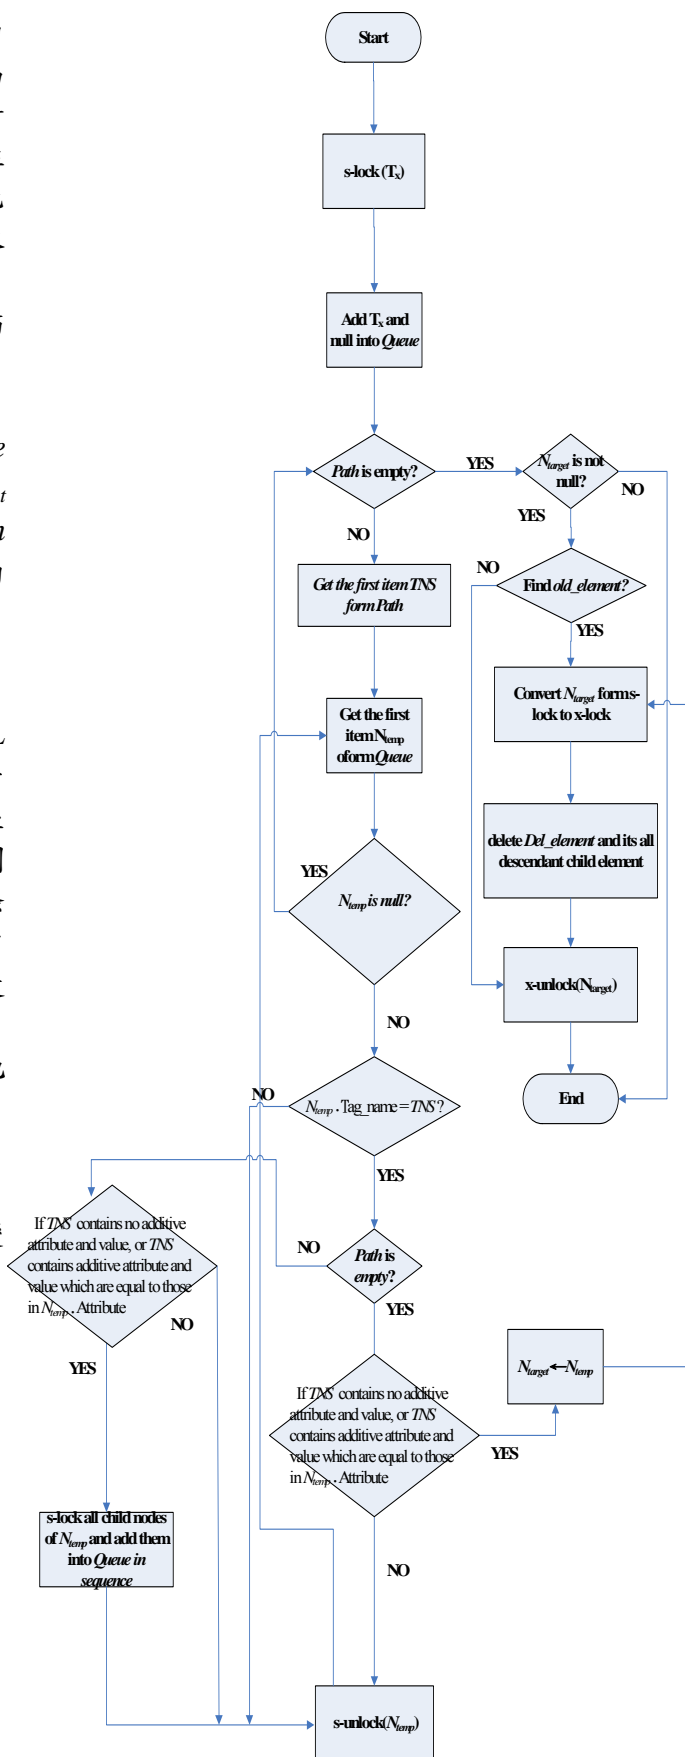 Start
s-lock (Tx)
Add Tx and
null into Queue
Path is empty?
YES
Ntarget is not
null?
NO
YES
NO
NO
Find old_element?
YES
Get the first item TNS
form Path
Convert Ntarget form s-
lock to x-lock
Get the first
item Ntemp
oform Queue
delete Del_element and its all
descendant child element
YES
Ntemp is null?
x-unlock(Ntarget)
NO
End
NO
Ntemp . Tag_name = TNS ?
YES
If TNS contains no additive
attribute and value, or TNS
contains additive attribute and
value which are equal to those
in Ntemp . Attribute
NO
Path is
empty?
YES
NO
YES
Ntarget ← Ntemp
If TNS contains no additive
attribute and value, or TNS
contains additive attribute and
value which are equal to those
in Ntemp . Attribute
YES
s-lock all child nodes
of Ntemp and add them
into Queue in
sequence
NO
s-unlock(Ntemp)